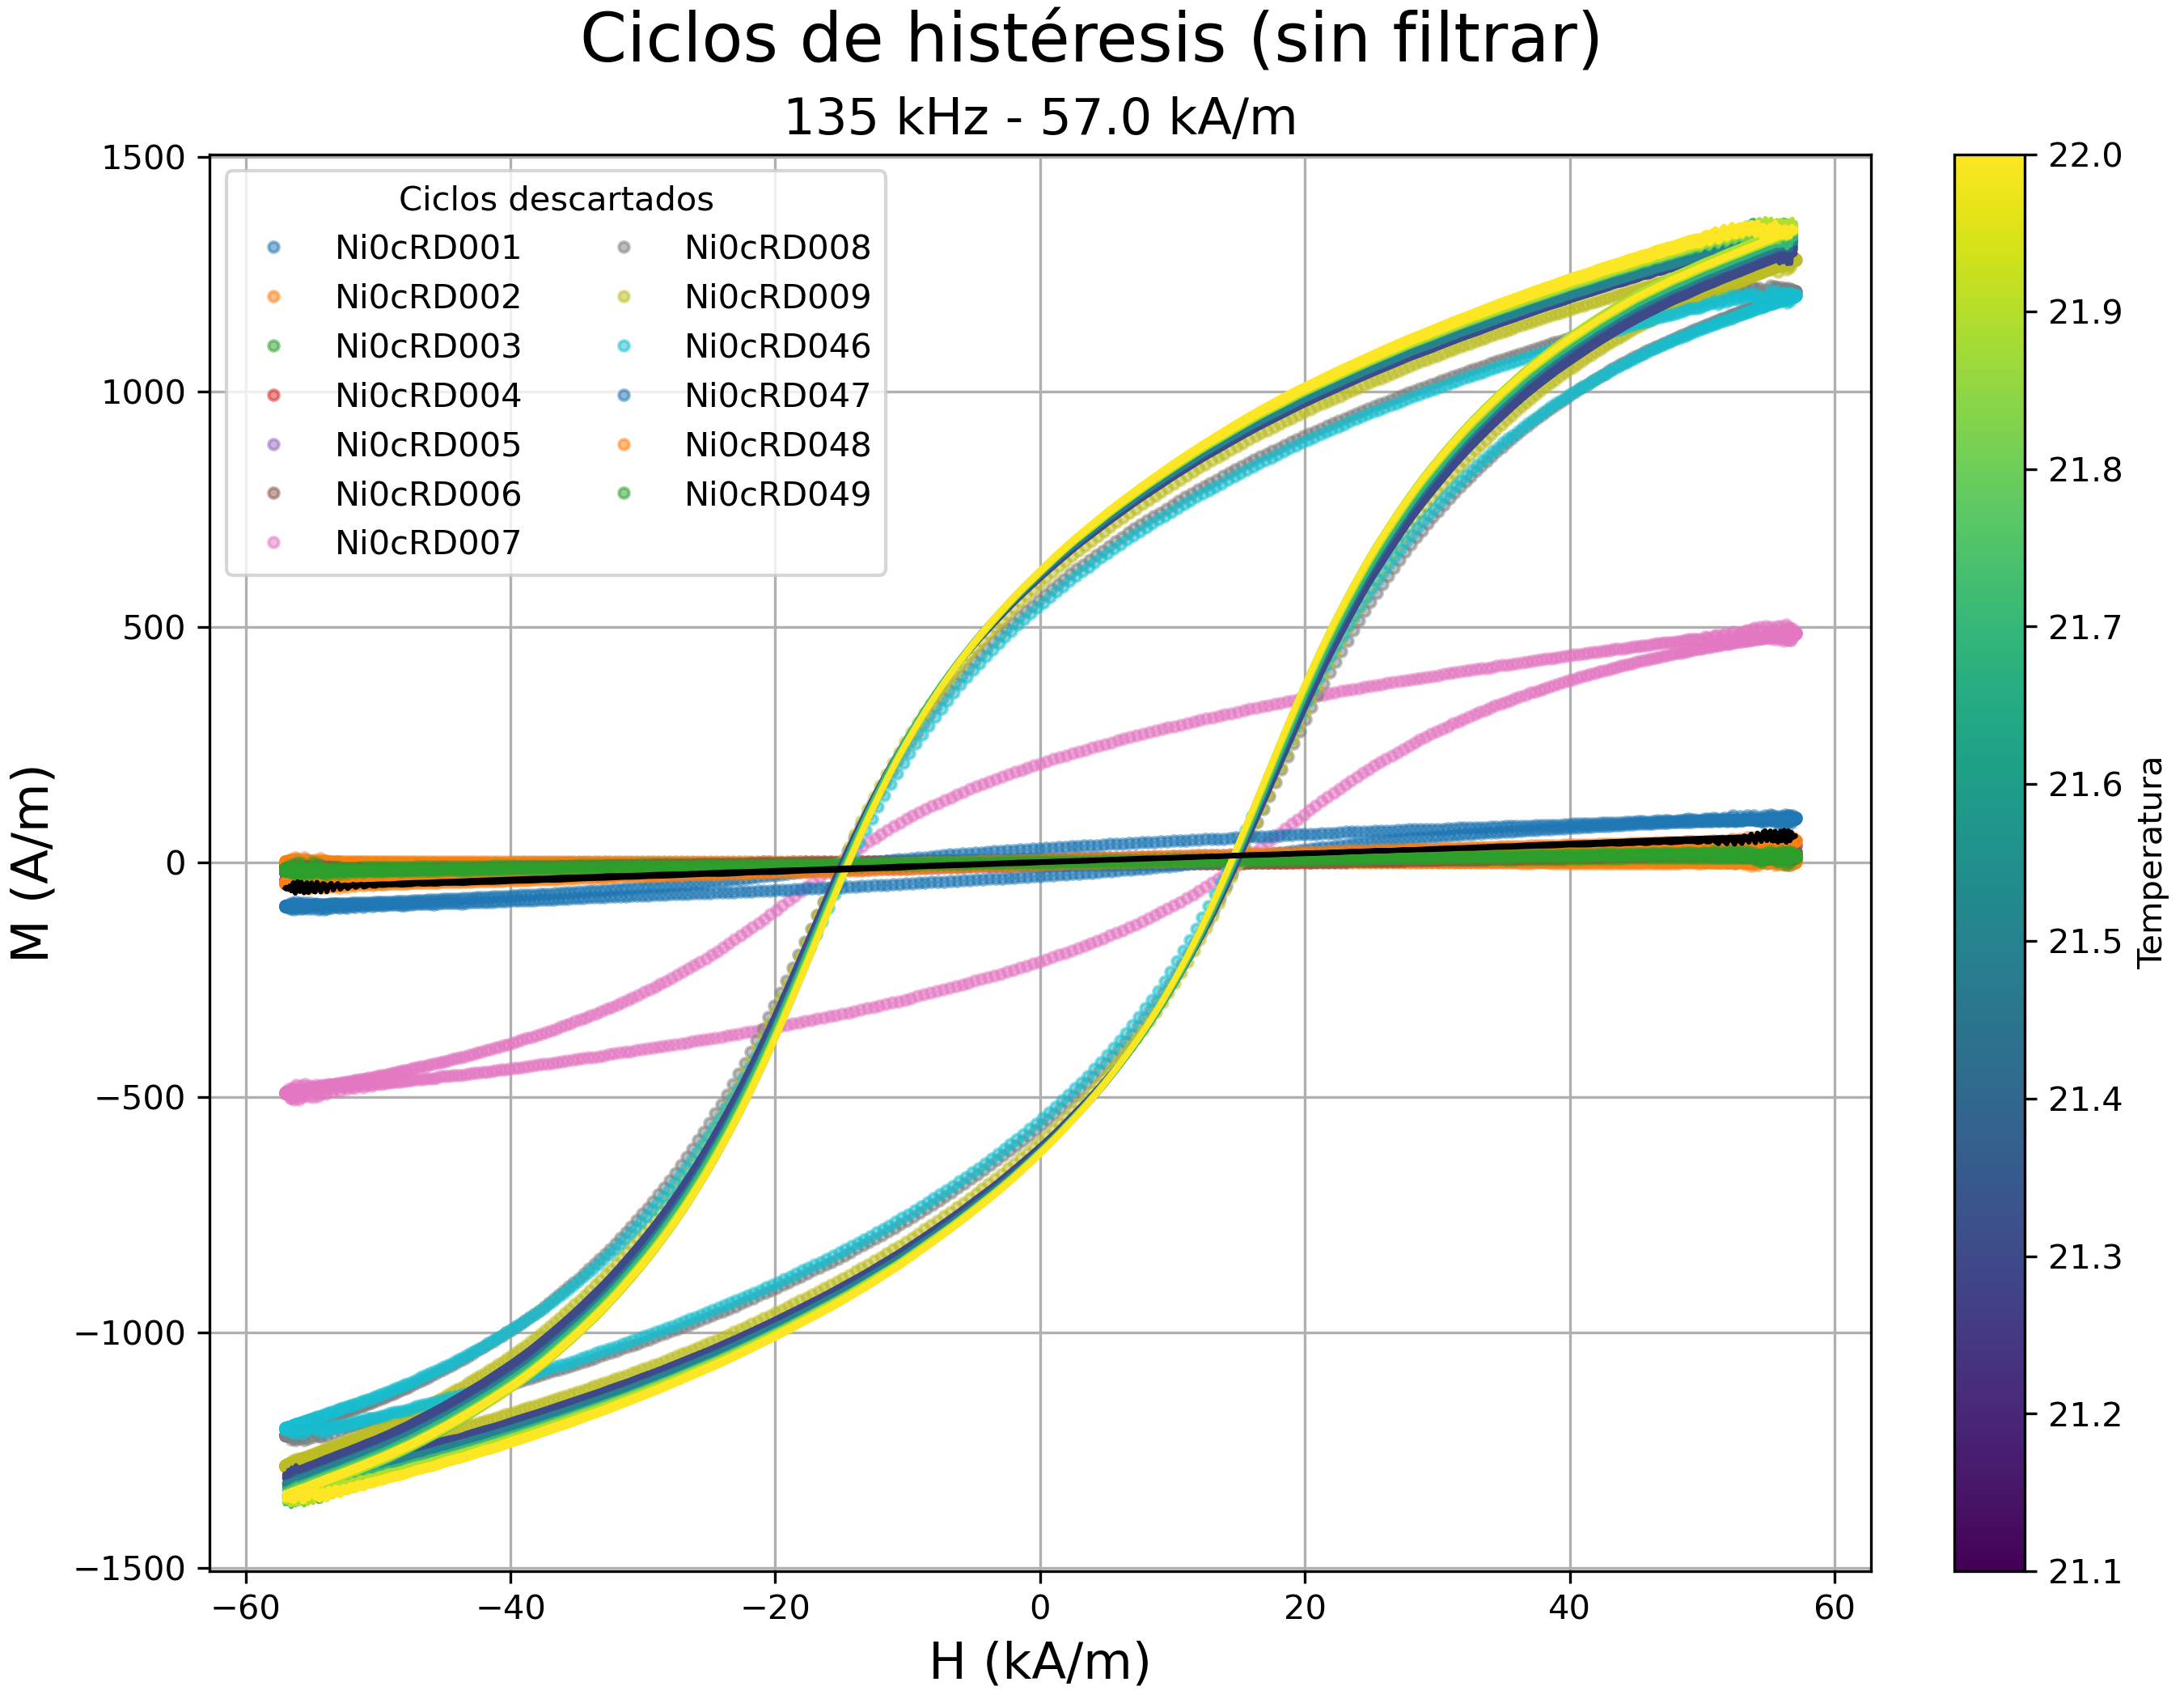 Ciclos de histéresis (sin filtrar)
135 kHz - 57.0 kA/m
Ciclos descartados
Ni0cRD001
Ni0cRD002
Ni0cRD003
Ni0cRD004
Ni0cRD005
Ni0cRD006
Ni0cRD007
Ni0cRD008
Ni0cRD009
Ni0cRD046
Ni0cRD047
Ni0cRD048
Ni0cRD049
M (A/m)
1500
1000
500
0
−500
−1000
−1500
−60
−40
−20
0
20
40
60
H (kA/m)
22.0
21.9
21.8
21.7
21.6
21.5
21.4
21.3
21.2
21.1
Temperatura